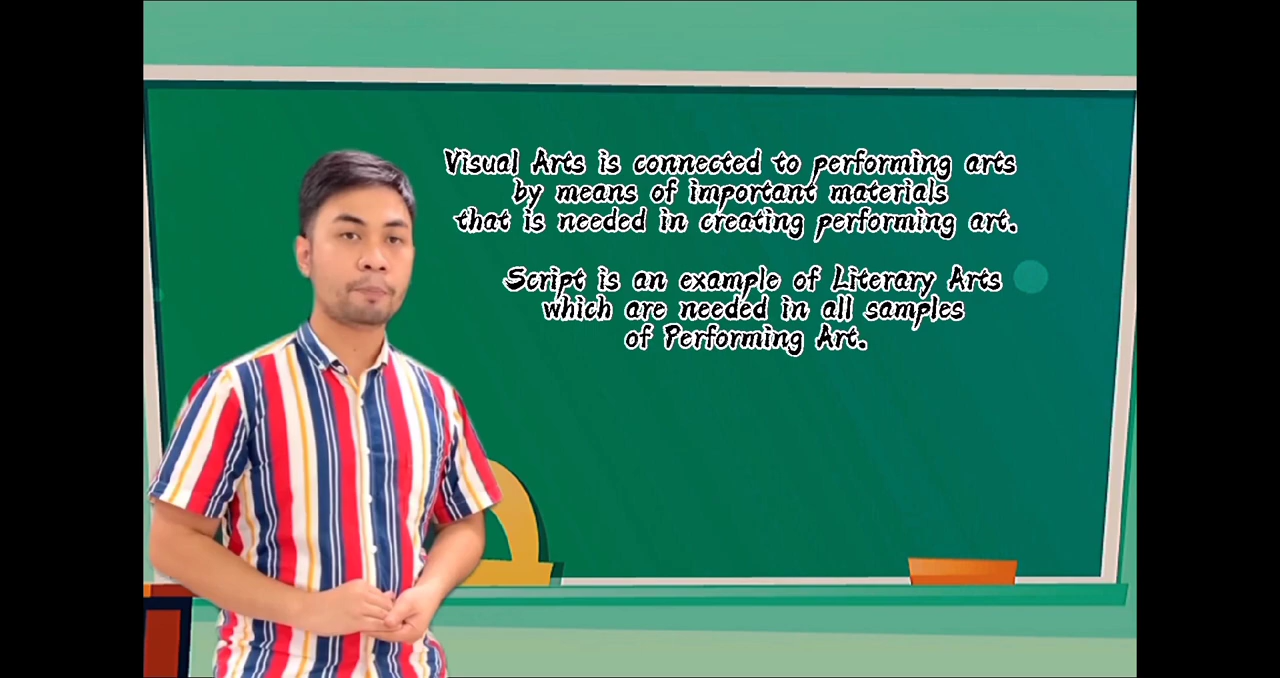 Visual Arts is connected to performing arts
by means of important materials
that is needed in creating performing art.
Script is an example of Literary Arts
which are needed in all samples
of Performing Art.